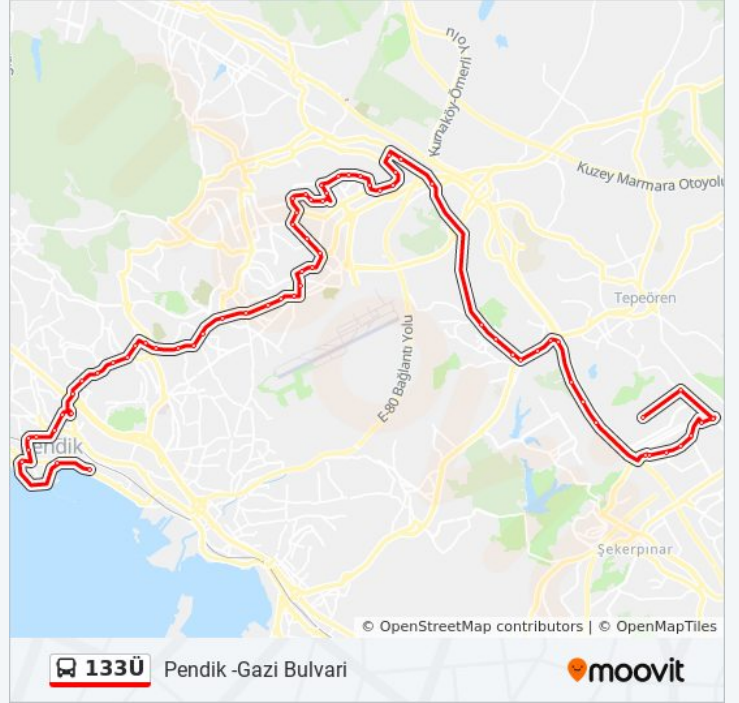 Kurnaköy-Ömerli Yolu
Kuzey Marmara Otoyolu
Tepeören
E-80 Bağlantı Yolu
Pendik
Şekerpınar
© OpenStreetMap contributors | © OpenMapTiles
133Ü Pendik -Gazi Bulvari
moovit